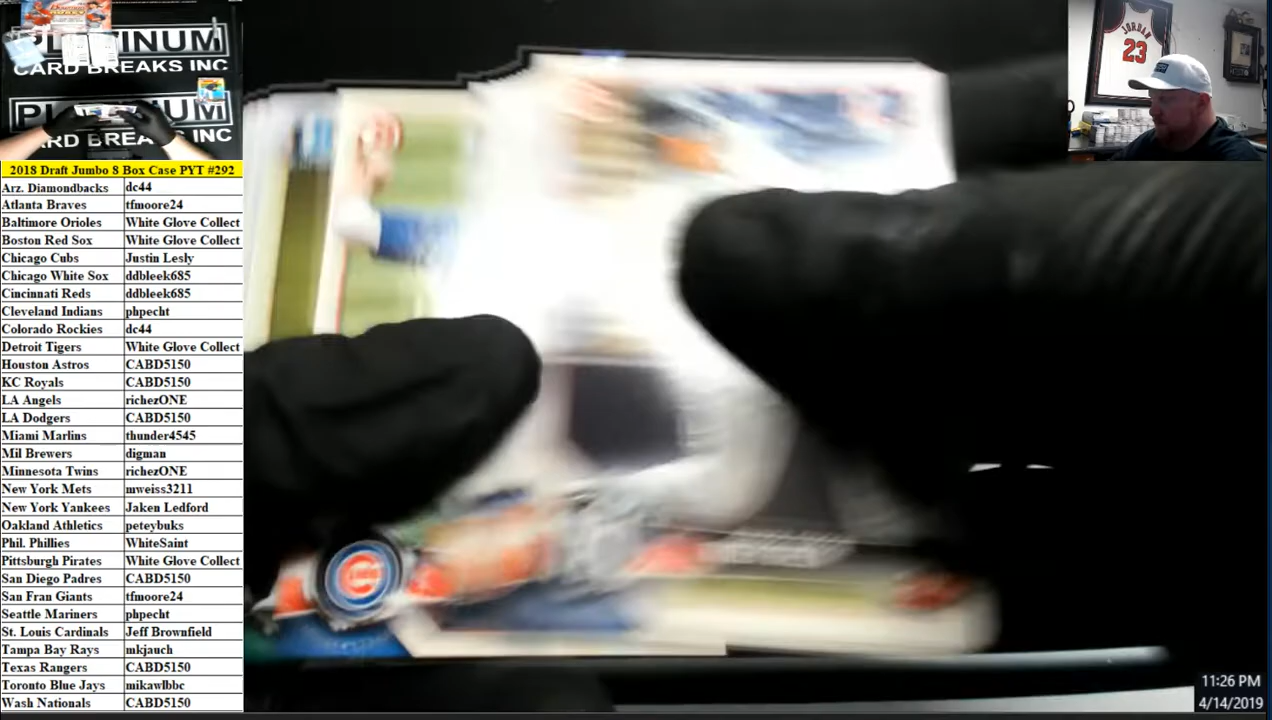 PLATINUM
CARD BREAKS INC
PLATINUM
CARD BREAKS INC
JORDAN
23
2018 Draft Jumbo 8 Box Case PYT #292
Arz. Diamondbacks dc44
Atlanta Braves tfmoore24
Baltimore Orioles White Glove Collect
Boston Red Sox White Glove Collect
Chicago Cubs Justin Lesly
Chicago White Sox ddbleek685
Cincinnati Reds ddbleek685
Cleveland Indians phpecht
Colorado Rockies dc44
Detroit Tigers White Glove Collect
Houston Astros CABD5150
KC Royals CABD5150
LA Angels richezONE
LA Dodgers CABD5150
Miami Marlins thunder4545
Mil Brewers digman
Minnesota Twins richezONE
New York Mets mweiss3211
New York Yankees Jaken Ledford
Oakland Athletics peteybuks
Phil. Phillies WhiteSaint
Pittsburgh Pirates White Glove Collect
San Diego Padres CABD5150
San Fran Giants tfmoore24
Seattle Mariners phpecht
St. Louis Cardinals Jeff Brownfield
Tampa Bay Rays mkjauch
Texas Rangers CABD5150
Toronto Blue Jays mikawlbbc
Wash Nationals CABD5150
11:26 PM
4/14/2019